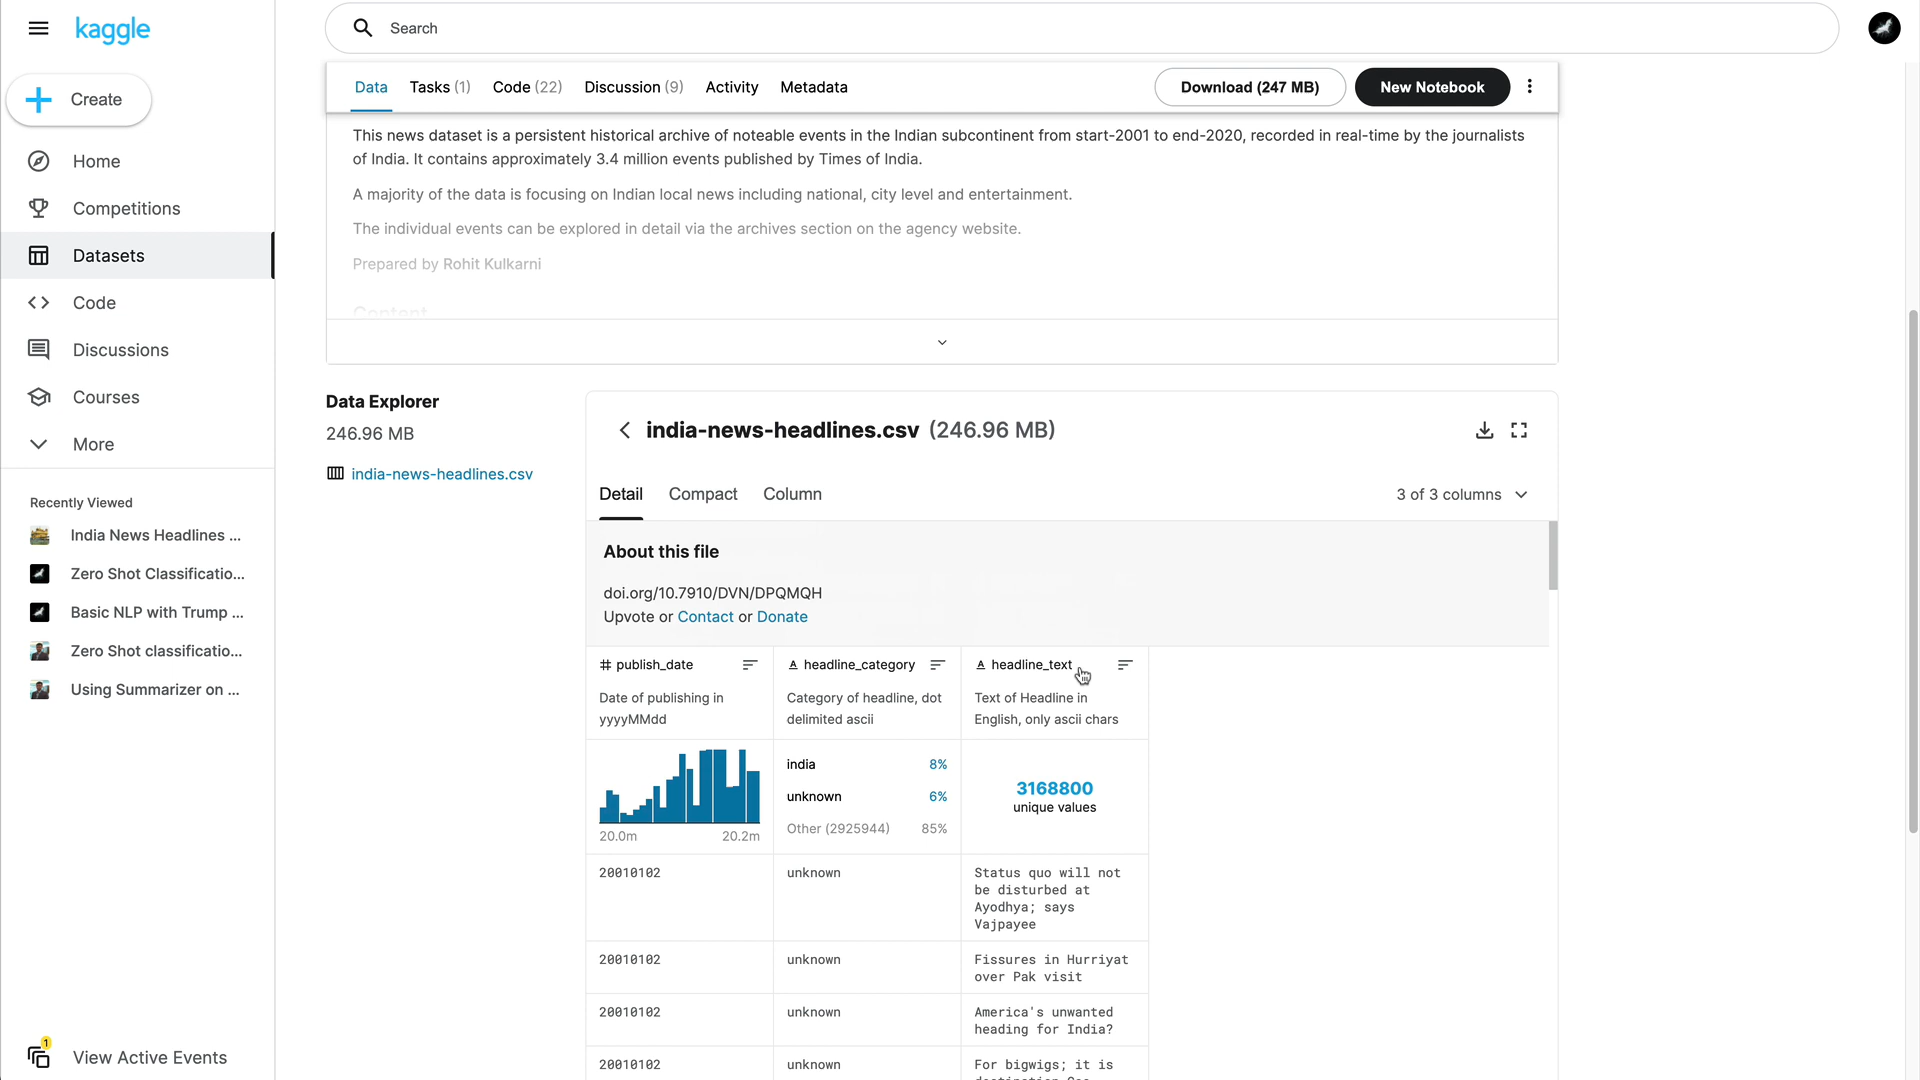 kaggle
Search
Create
Home
Competitions
Datasets
Code
Discussions
Courses
More
Recently Viewed
India News Headlines ...
Zero Shot Classificatio...
Basic NLP with Trump ...
Zero Shot classificatio...
Using Summarizer on ...
1
View Active Events
Data Tasks (1) Code (22) Discussion (9) Activity Metadata Download (247 MB) New Notebook
This news dataset is a persistent historical archive of noteable events in the Indian subcontinent from start-2001 to end-2020, recorded in real-time by the journalists
of India. It contains approximately 3.4 million events published by Times of India.
A majority of the data is focusing on Indian local news including national, city level and entertainment.
The individual events can be explored in detail via the archives section on the agency website.
Prepared by Rohit Kulkarni
Content
Data Explorer
246.96 MB
india-news-headlines.csv
india-news-headlines.csv (246.96 MB)
Detail Compact Column 3 of 3 columns
About this file
doi.org/10.7910/DVN/DPQMQH
Upvote or Contact or Donate
# publish_date A headline_category A headline_text
Date of publishing in
yyyyMMdd
Category of headline, dot
delimited ascii
Text of Headline in
English, only ascii chars
20.0m 20.2m
india 8%
unknown 6%
Other (2925944) 85%
3168800
unique values
20010102 unknown Status quo will not
be disturbed at
Ayodhya; says
Vajpayee
20010102 unknown Fissures in Hurriyat
over Pak visit
20010102 unknown America's unwanted
heading for India?
20010102 unknown For bigwigs; it is